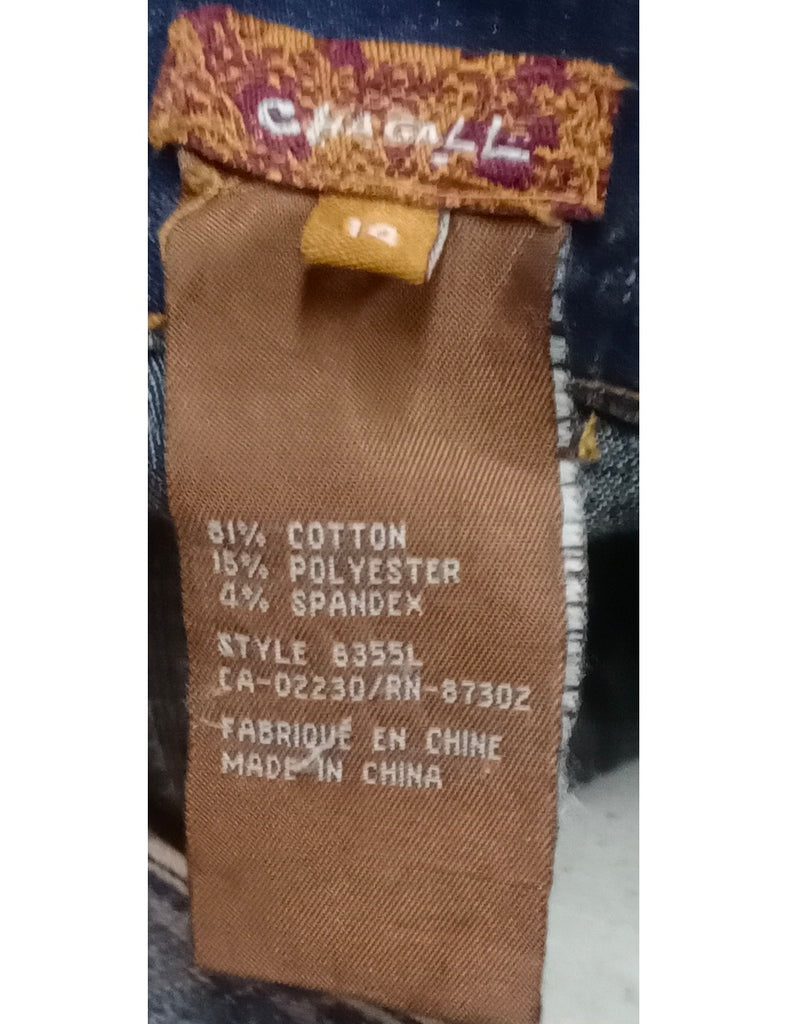 CHAGALL
14
81% COTTON
15% POLYESTER
4% SPANDEX
STYLE 8355L
CA-02230/RN-87302
FABRIQUÉ EN CHINE
MADE IN CHINA